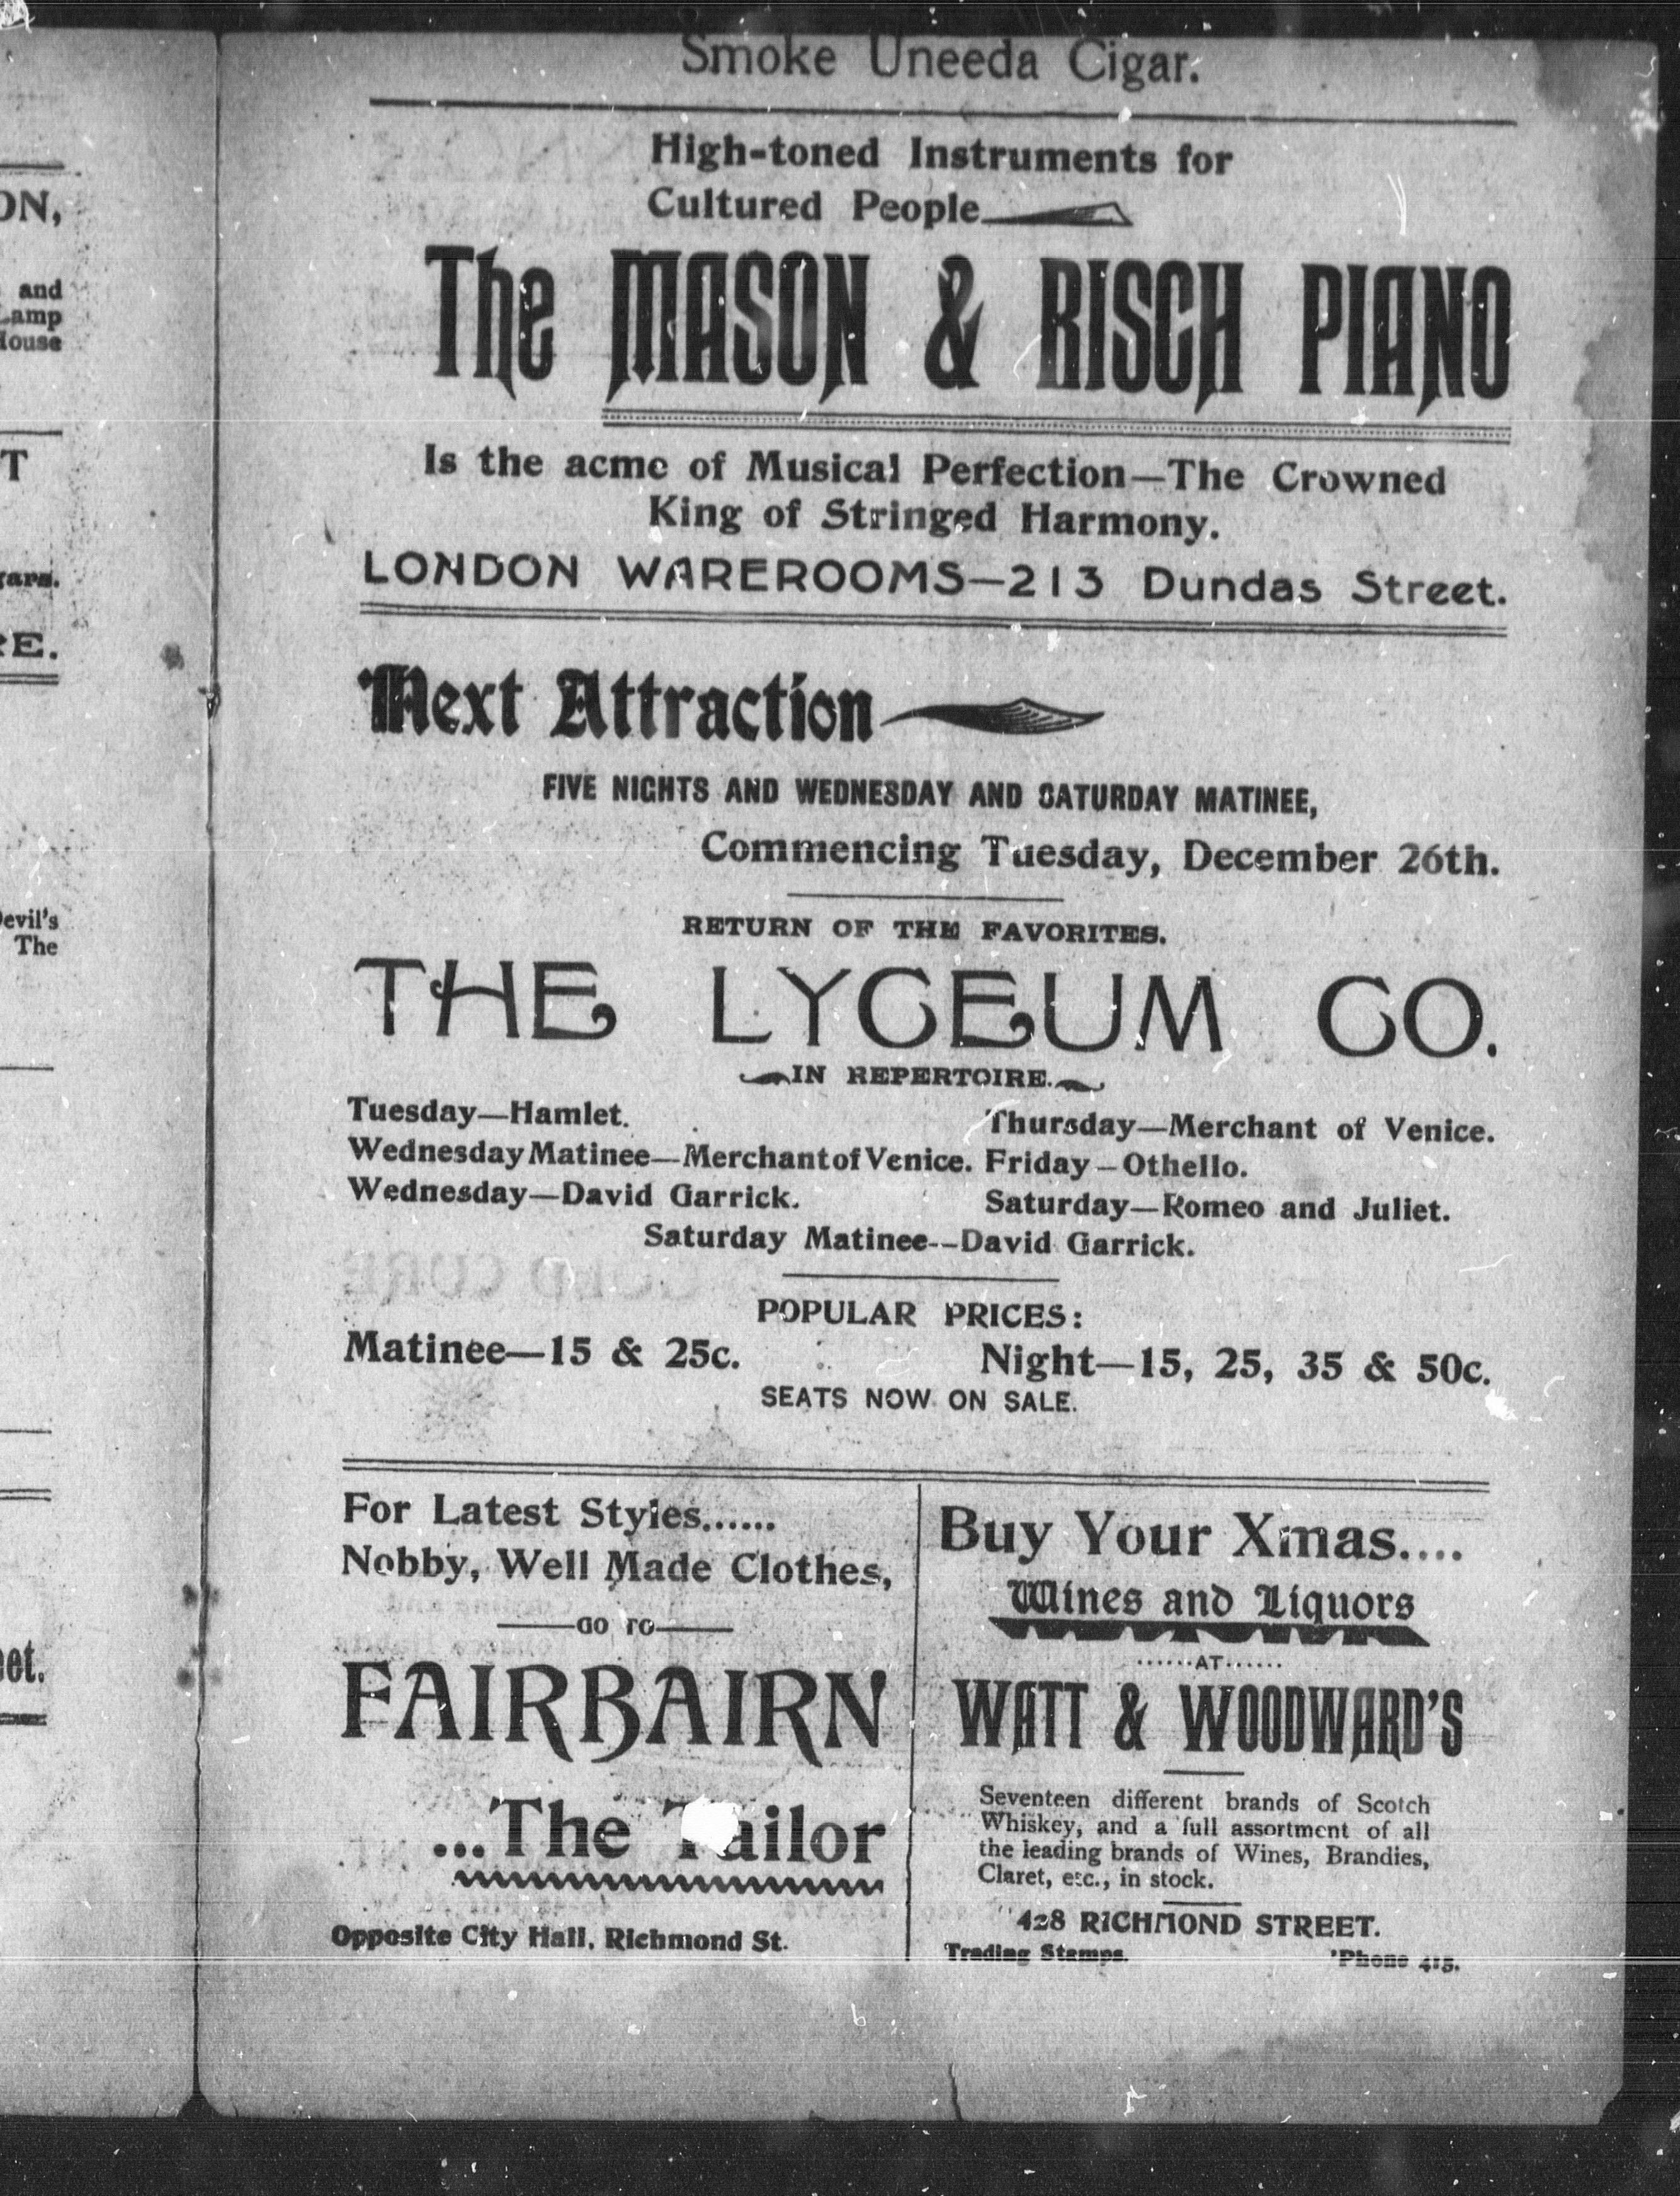 Smoke Uneeda Cigar.
High-toned Instruments for
Cultured People
The MASON & RISCH PIANO
Is the acme of Musical Perfection—The Crowned
King of Stringed Harmony.
LONDON WAREROOMS—213 Dundas Street.
Next Attraction
FIVE NIGHTS AND WEDNESDAY AND SATURDAY MATINEE,
Commencing Tuesday, December 26th.
RETURN OF THE FAVORITES.
THE LYCEUM CO.
IN REPERTOIRE.
Tuesday—Hamlet.
Wednesday Matinee—Merchant of Venice.
Wednesday—David Garrick.
Thursday—Merchant of Venice.
Friday—Othello.
Saturday—Romeo and Juliet.
Saturday Matinee--David Garrick.
POPULAR PRICES:
Matinee—15 & 25c.
Night—15, 25, 35 & 50c.
SEATS NOW ON SALE.
For Latest Styles......
Nobby, Well Made Clothes,
GO TO
FAIRBAIRN
...The Tailor
Opposite City Hall, Richmond St.
Buy Your Xmas....
Wines and Liquors
......AT......
WATT & WOODWARD'S
Seventeen different brands of Scotch
Whiskey, and a full assortment of all
the leading brands of Wines, Brandies,
Claret, etc., in stock.
428 RICHMOND STREET.
Trading Stamps. 'Phone 415.
ON,
and
Lamp
House
T
gars.
RE.
Devil's
The
eet.